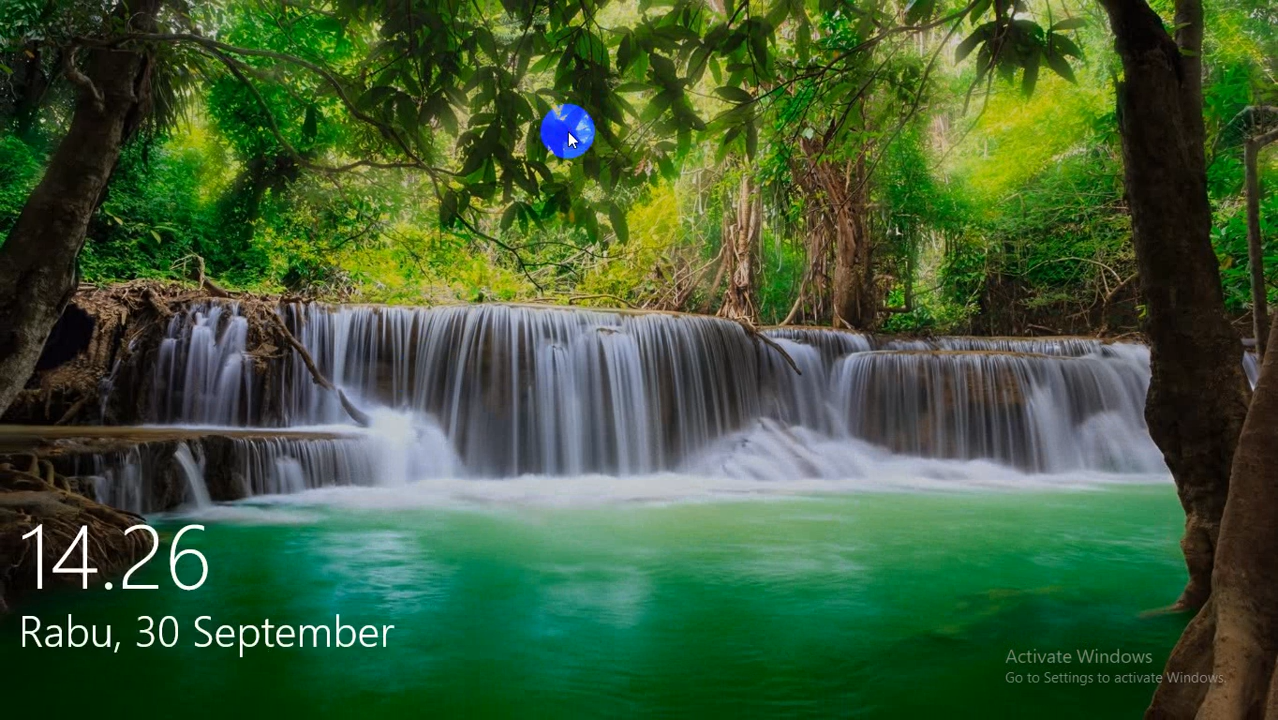 14.26
Rabu, 30 September
Activate Windows
Go to Settings to activate Windows.